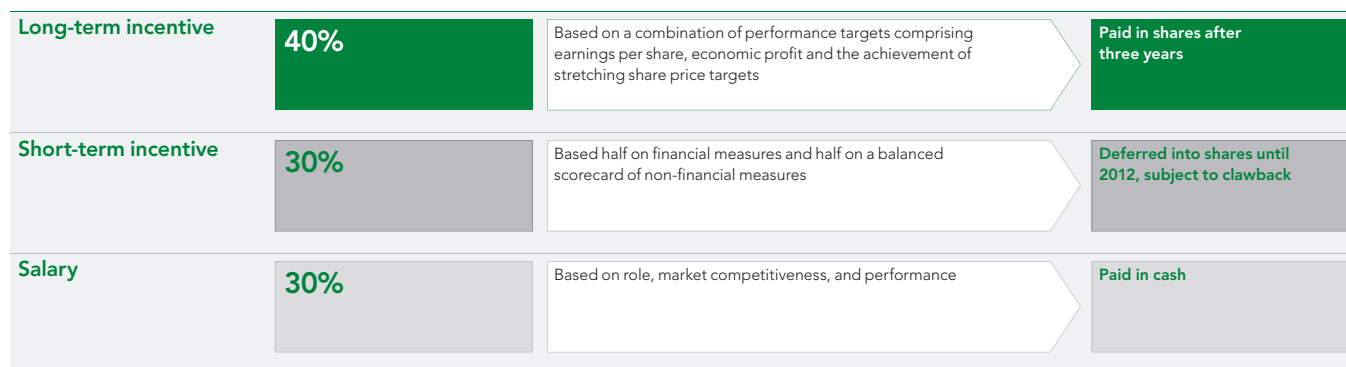 Long-term incentive
40%
Based on a combination of performance targets comprising
earnings per share, economic profit and the achievement of
stretching share price targets
Paid in shares after
three years
Short-term incentive
30%
Based half on financial measures and half on a balanced
scorecard of non-financial measures
Deferred into shares until
2012, subject to clawback
Salary
30%
Based on role, market competitiveness, and performance
Paid in cash